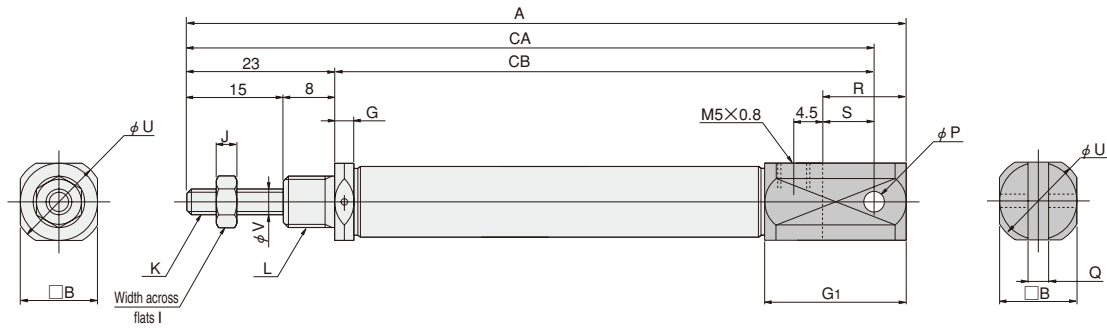 A
CA
23
CB
15
8
R
G
M5×0.8
4.5
S
φP
φU
J
φU
φV
K
L
Width across
flats I
□B
G1
□B
Q